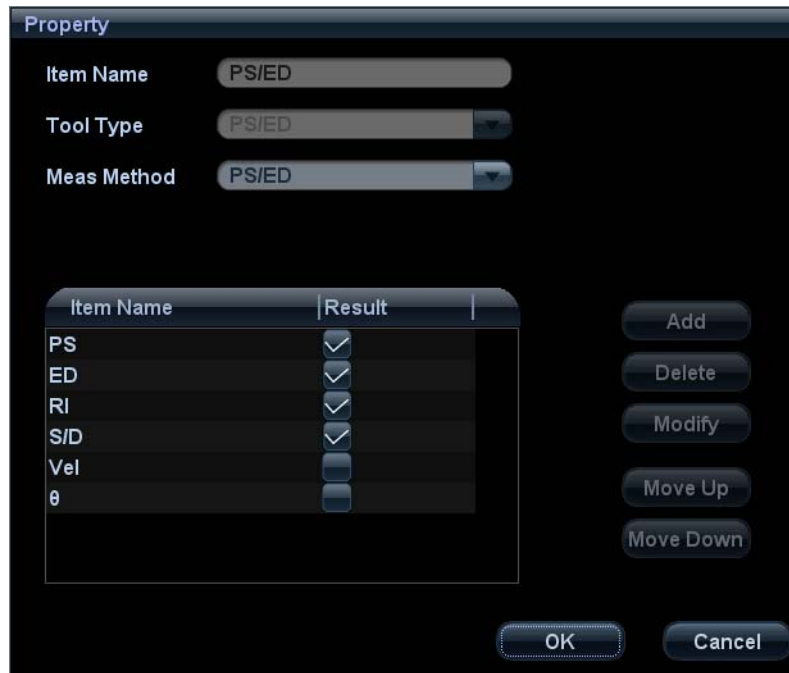 Property
Item Name PS/ED
Tool Type PS/ED
Meas Method PS/ED
Item Name Result
PS
ED
RI
S/D
Vel
θ
Add
Delete
Modify
Move Up
Move Down
OK Cancel